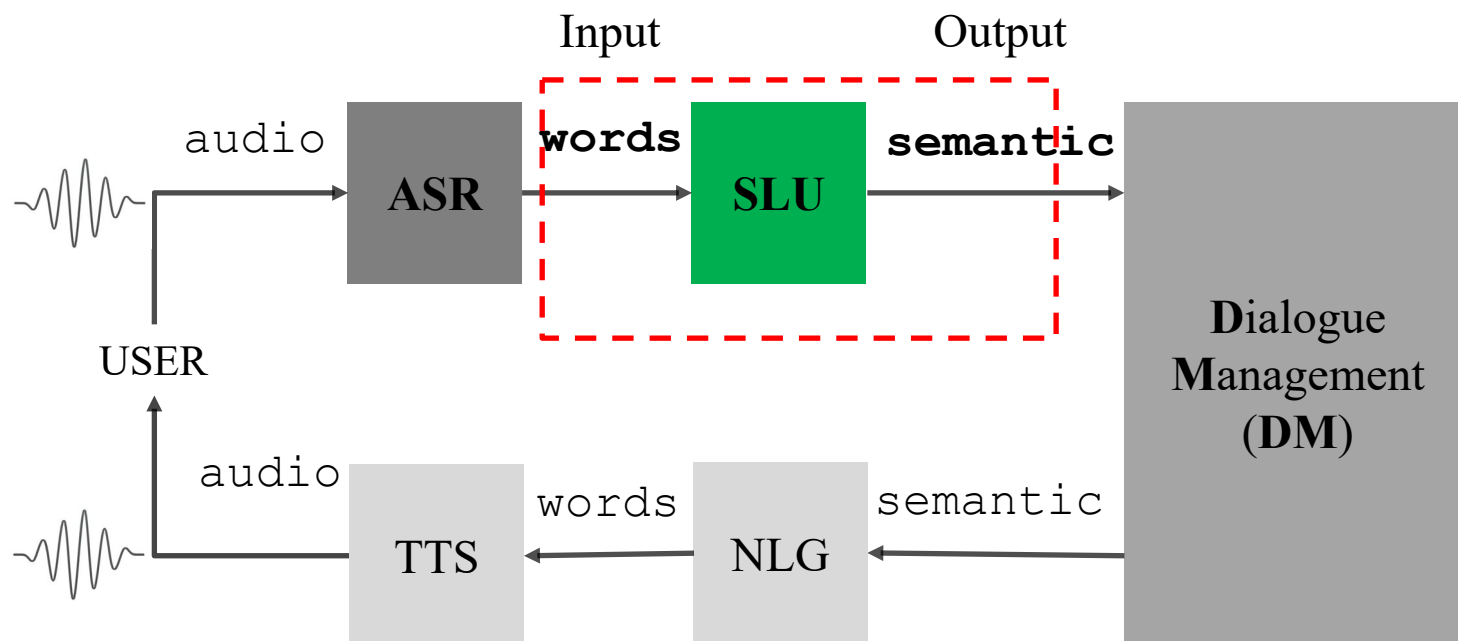 Input
Output
audio
words
semantic
ASR
SLU
USER
Dialogue
Management
(DM)
audio
words
semantic
TTS
NLG